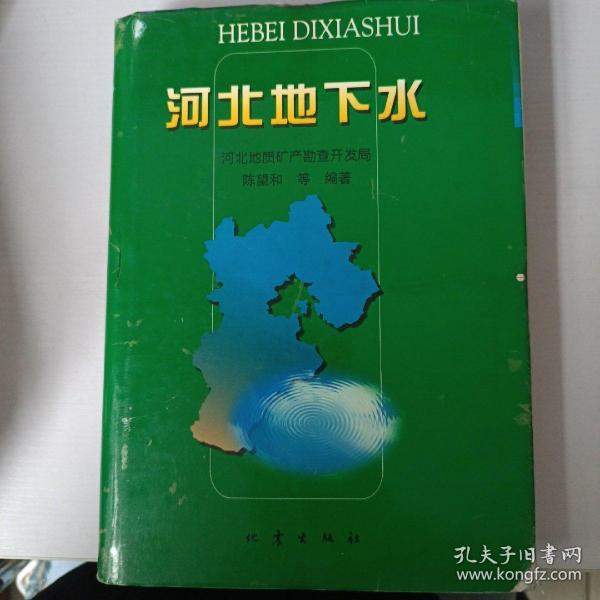 HEBEI DIXIASHUI
河北地下水
河北地质矿产勘查开发局
陈望和 等 编著
地震出版社
孔夫子旧书网
www.kongfz.com